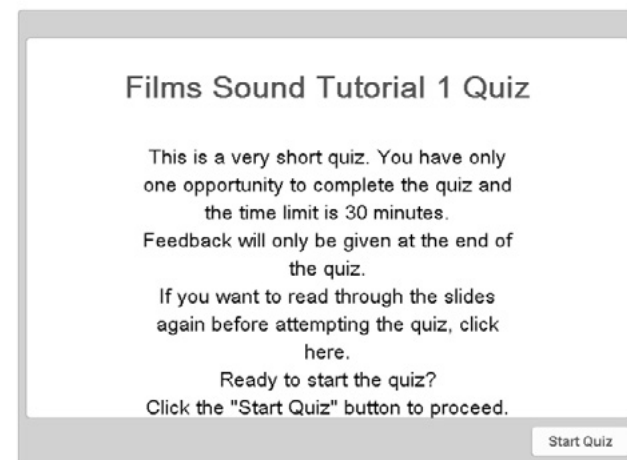 Films Sound Tutorial 1 Quiz
This is a very short quiz. You have only
one opportunity to complete the quiz and
the time limit is 30 minutes.
Feedback will only be given at the end of
the quiz.
If you want to read through the slides
again before attempting the quiz, click
here.
Ready to start the quiz?
Click the "Start Quiz" button to proceed.
Start Quiz